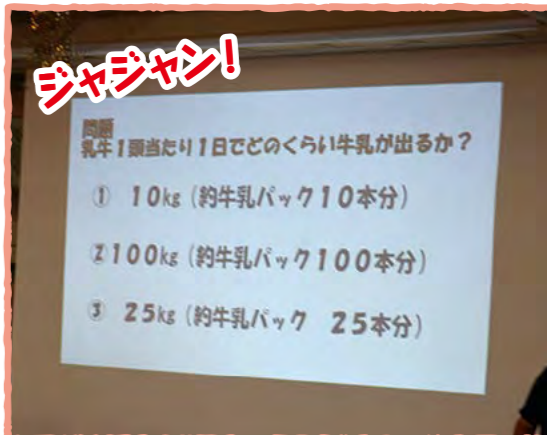 ジャジャン!
問題
乳牛1頭当たり1日でどのくらい牛乳が出るか?
① 10kg(約牛乳パック10本分)
②100kg(約牛乳パック100本分)
③ 25kg(約牛乳パック 25本分)